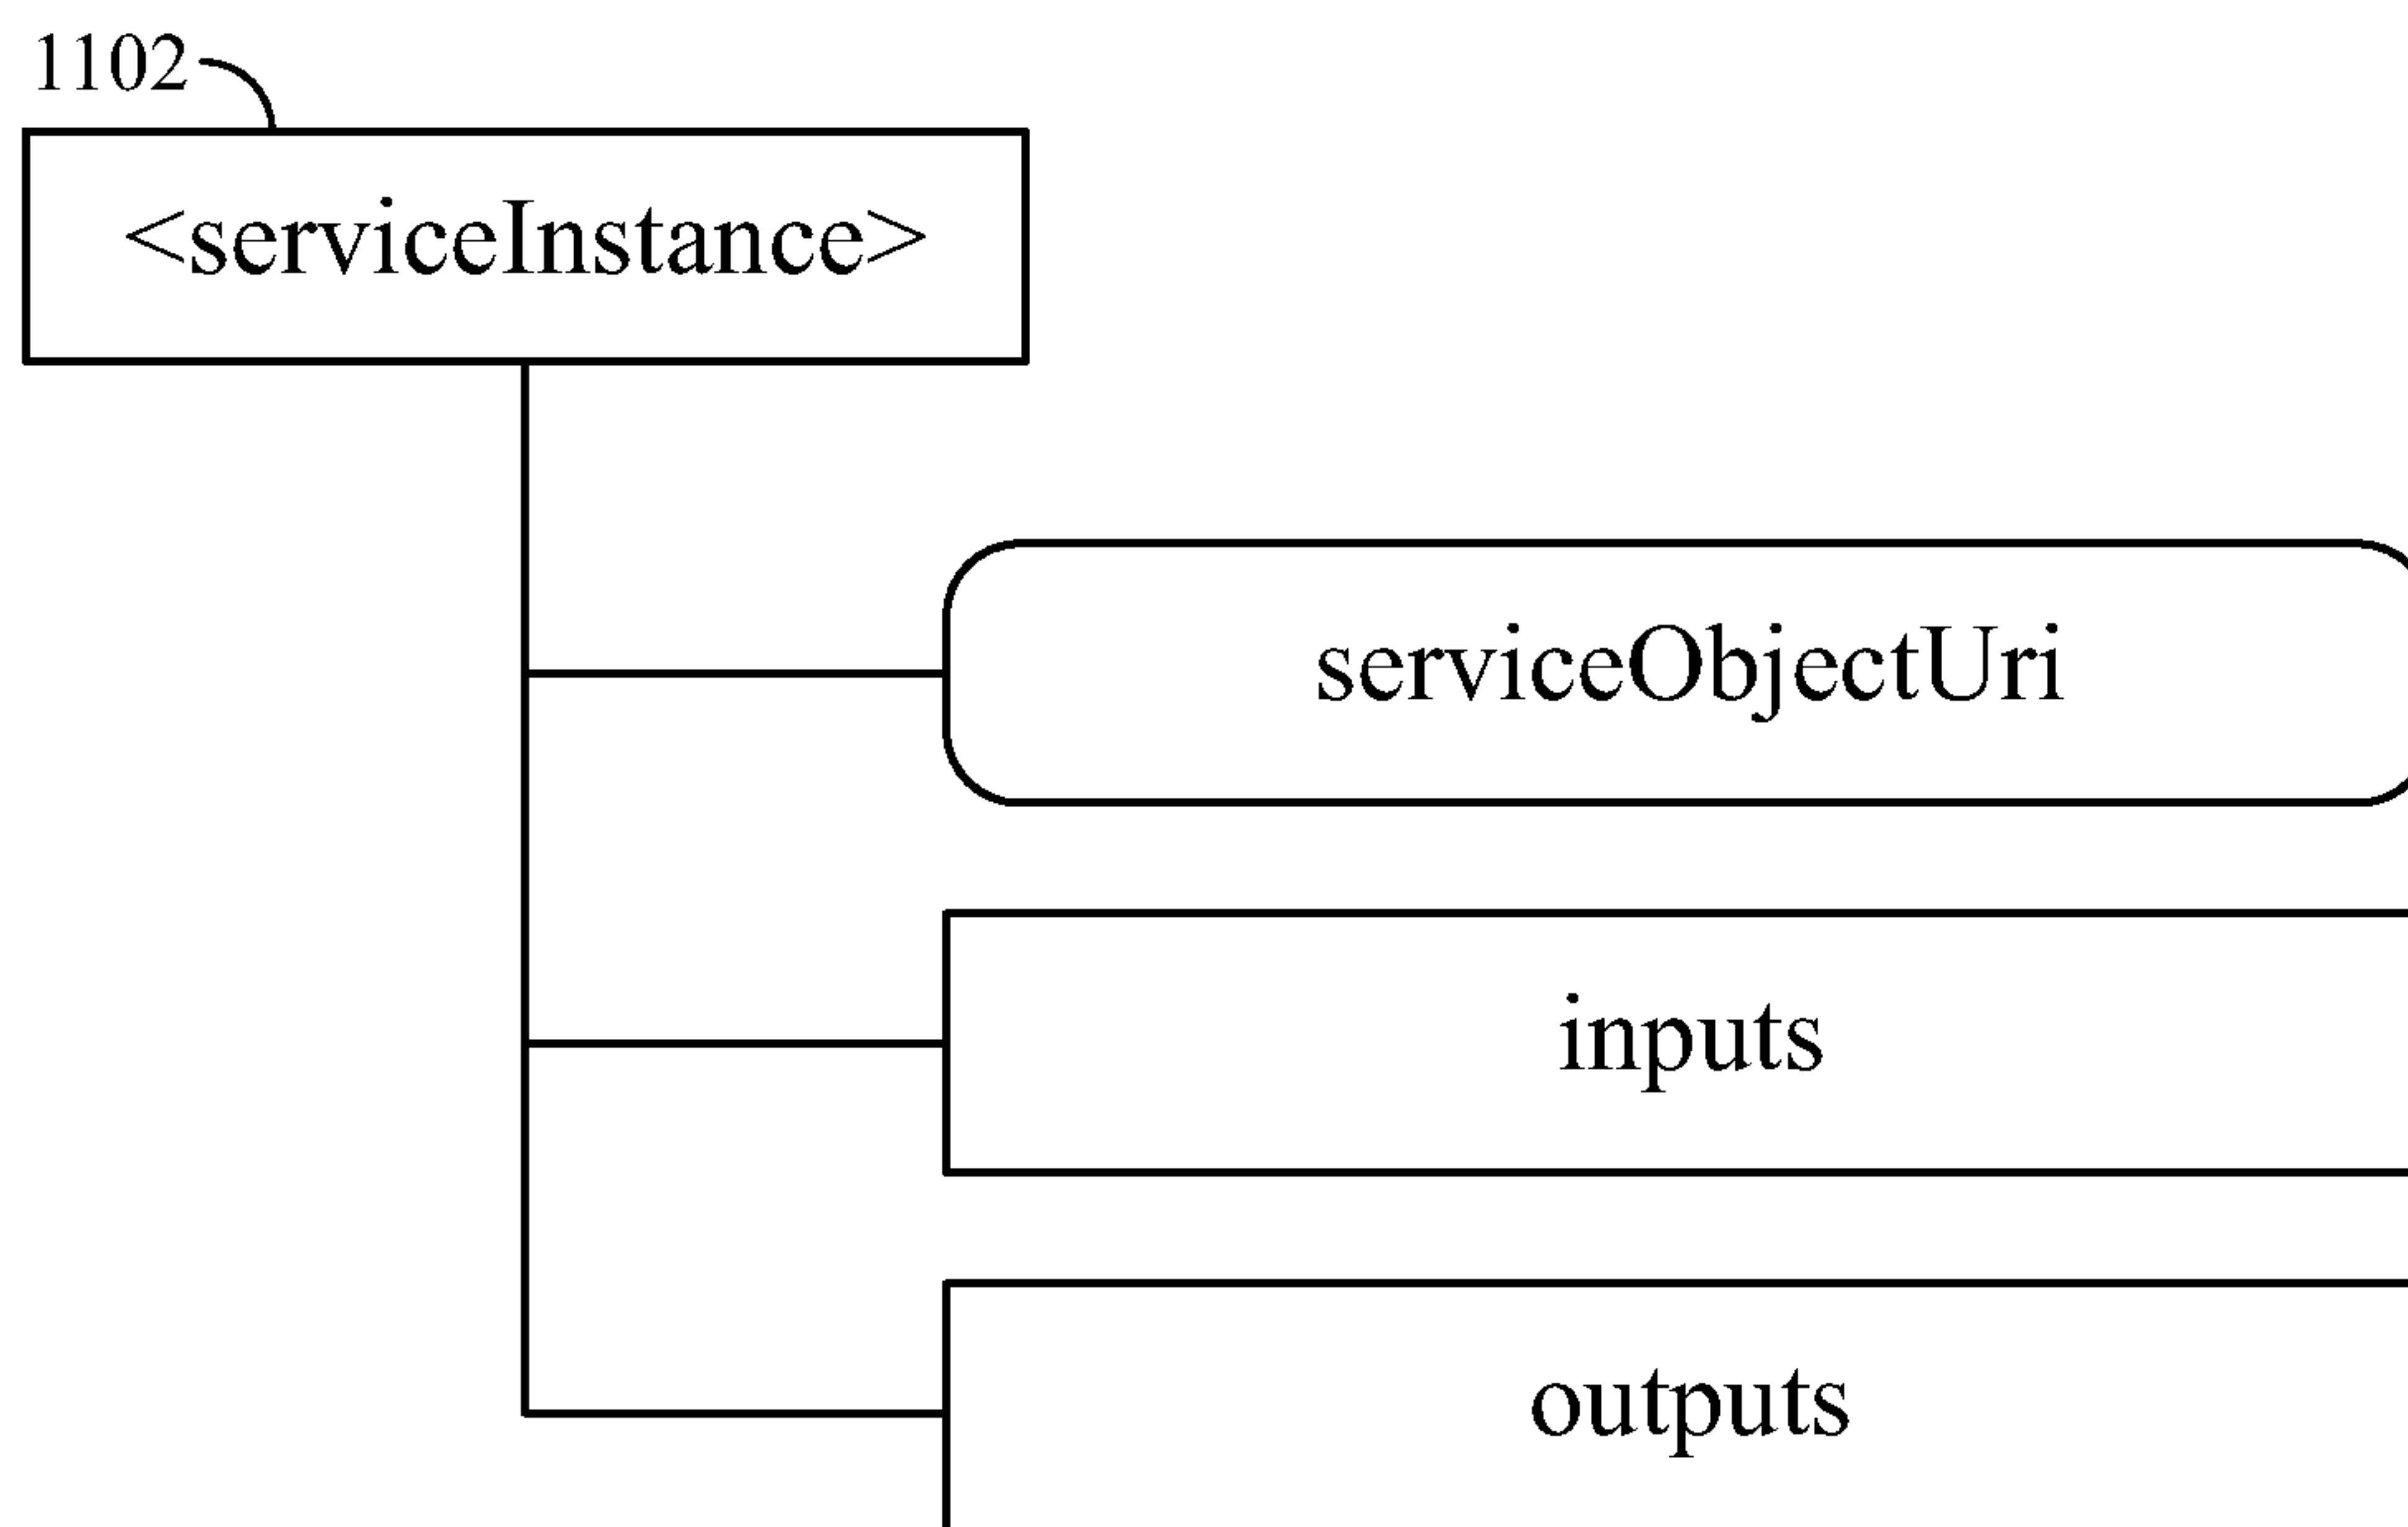 1102
<serviceInstance>
serviceObjectUri
inputs
outputs